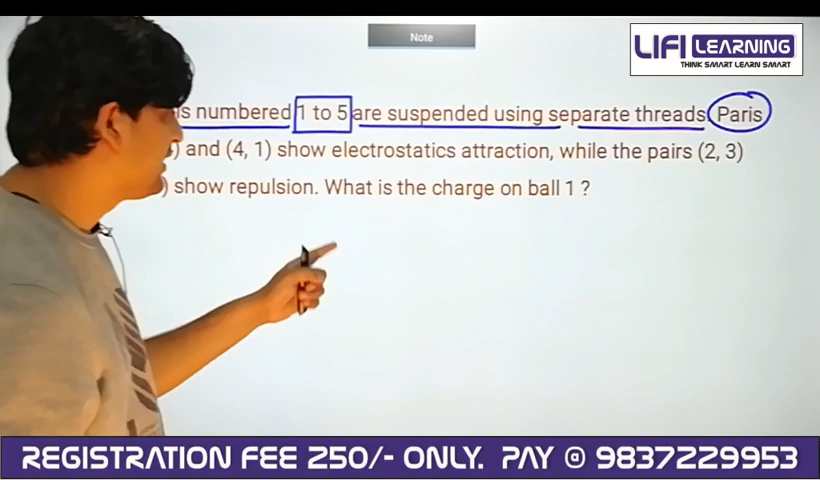 Note
LIFI LEARNING
THINK SMART LEARN SMART
numbered 1 to 5 are suspended using separate threads Paris
) and (4, 1) show electrostatics attraction, while the pairs (2, 3)
) show repulsion. What is the charge on ball 1 ?
REGISTRATION FEE 250/- ONLY. PAY @ 9837229953